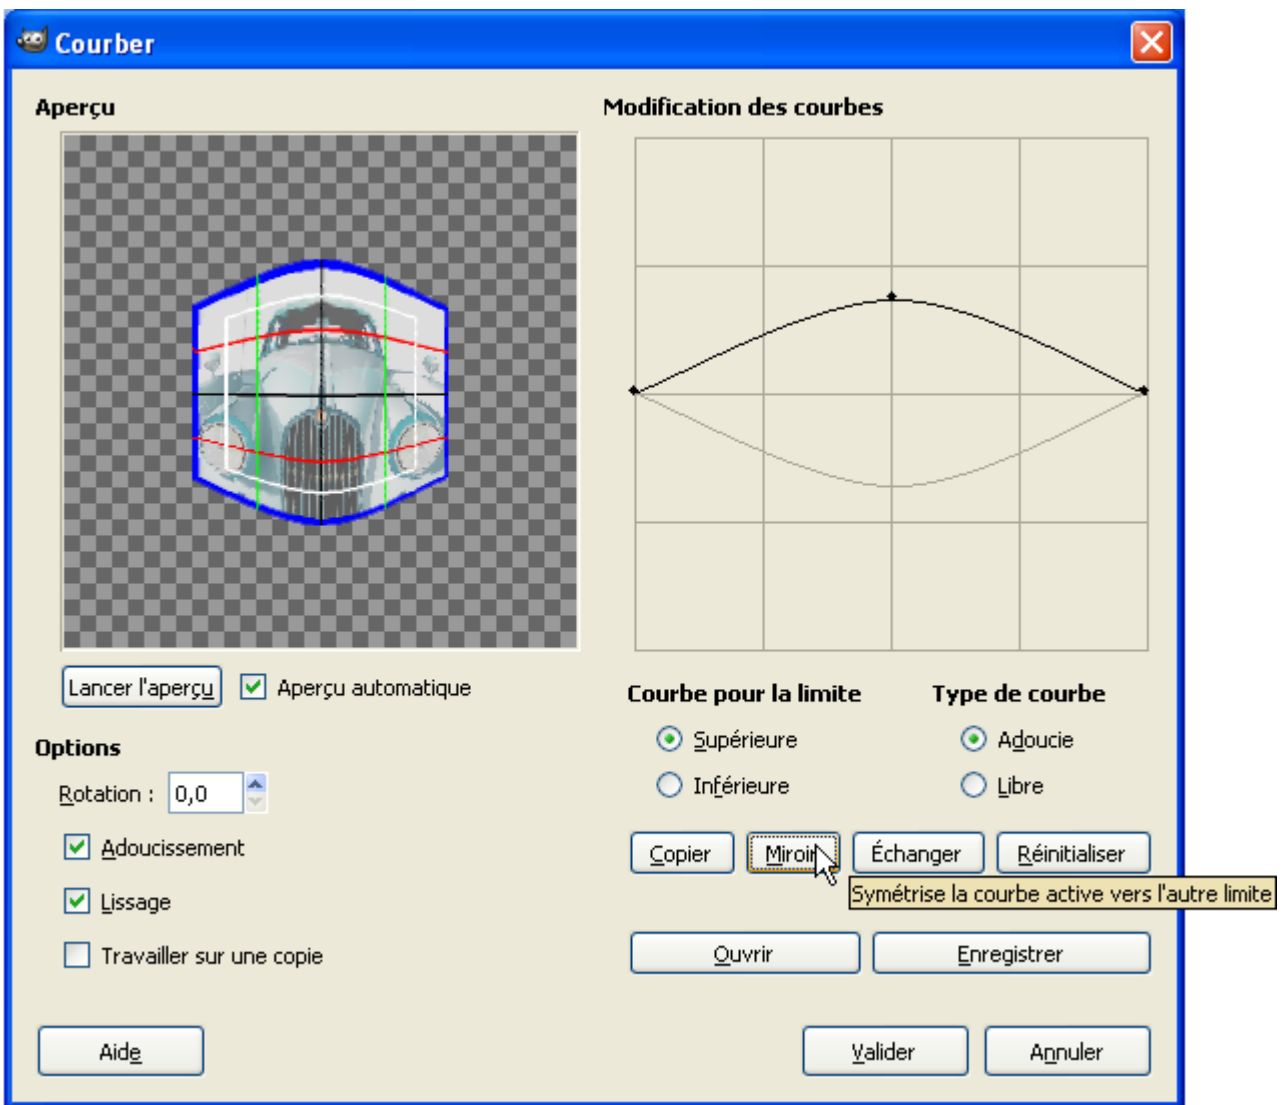 Courber
Aperçu
Modification des courbes
Lancer l'aperçu
Aperçu automatique
Courbe pour la limite
Type de courbe
Supérieure
Adoucie
Inférieure
Libre
Options
Rotation :
0,0
Adoucissement
Lissage
Travailler sur une copie
Copier
Miroir
Échanger
Réinitialiser
Symétrise la courbe active vers l'autre limite
Ouvrir
Enregistrer
Aide
Valider
Annuler